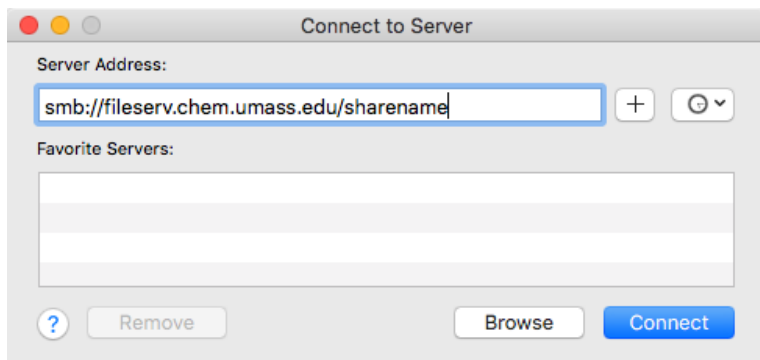 Connect to Server
Server Address:
smb://fileserv.chem.umass.edu/sharename
+
Favorite Servers:
?
Remove
Browse
Connect